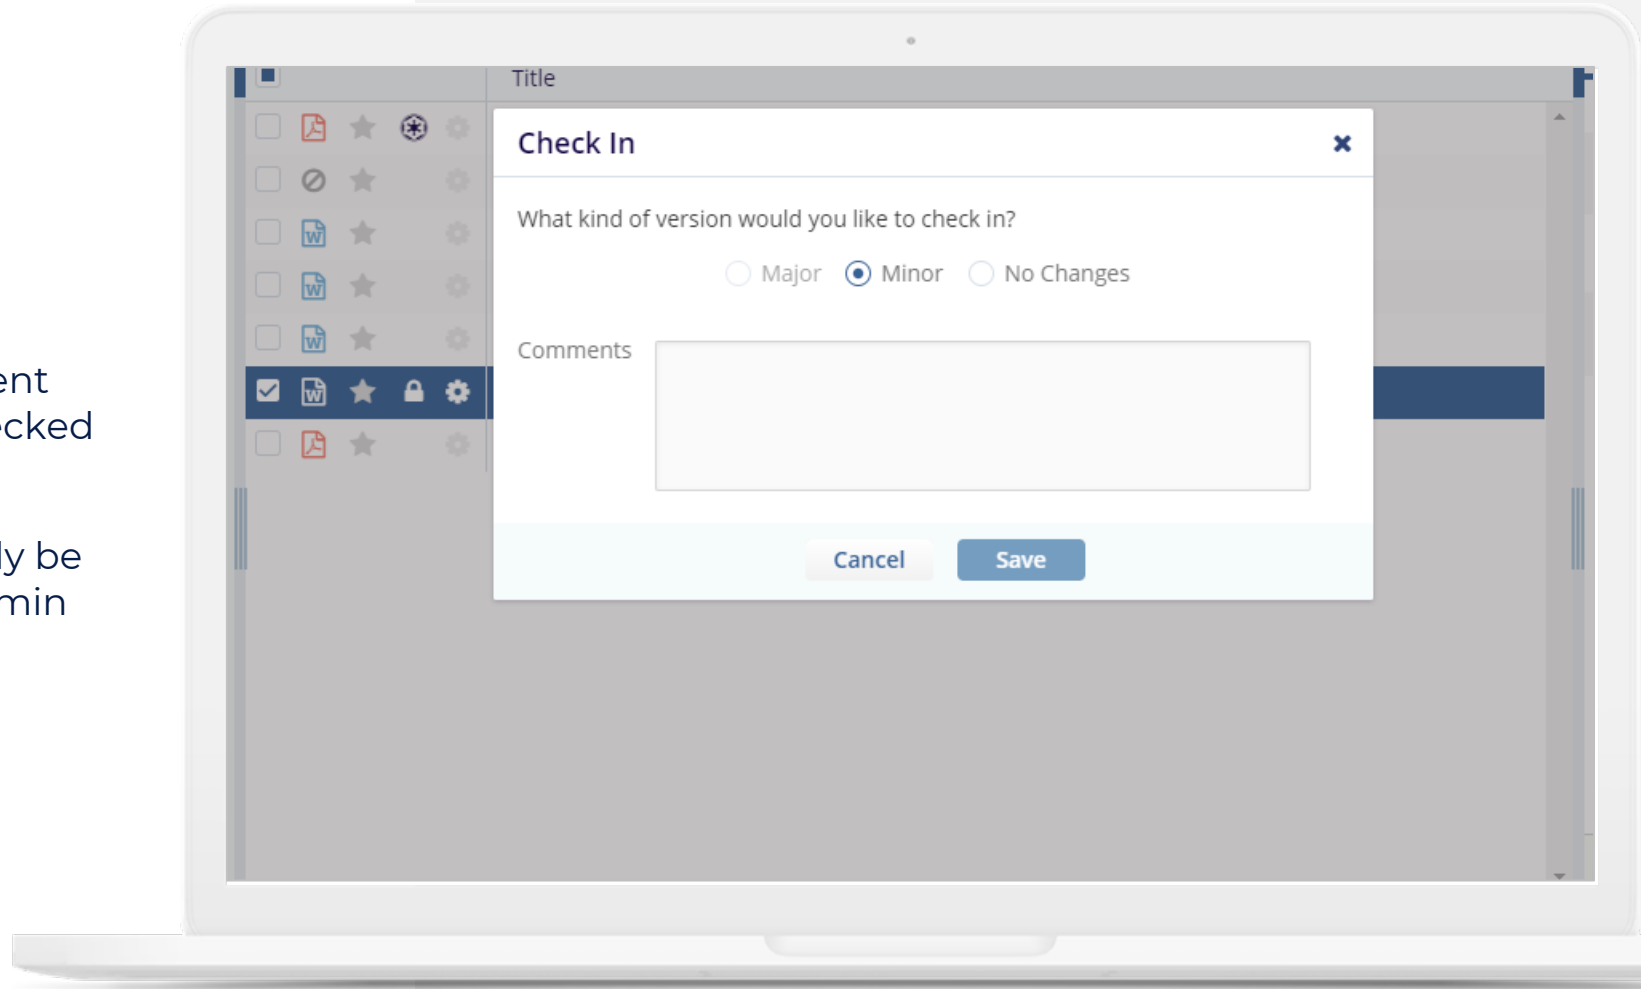 Title
Check In
What kind of version would you like to check in?
Major Minor No Changes
Comments
Cancel Save
ent
ecked
ly be
min